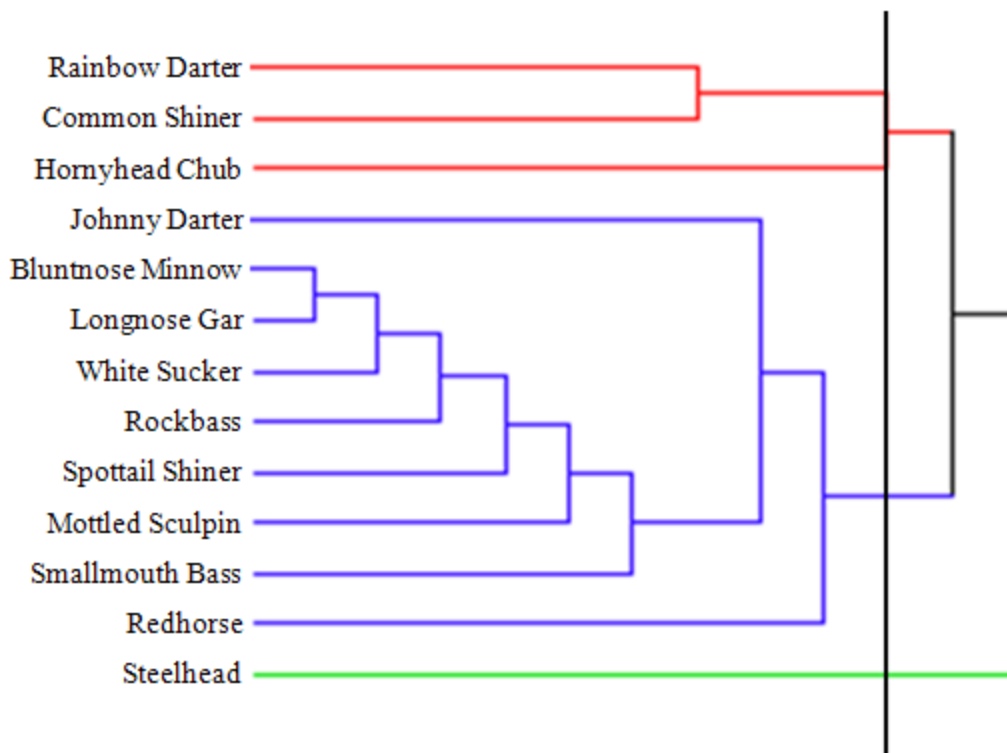 Rainbow Darter
Common Shiner
Hornyhead Chub
Johnny Darter
Bluntnose Minnow
Longnose Gar
White Sucker
Rockbass
Spottail Shiner
Mottled Sculpin
Smallmouth Bass
Redhorse
Steelhead